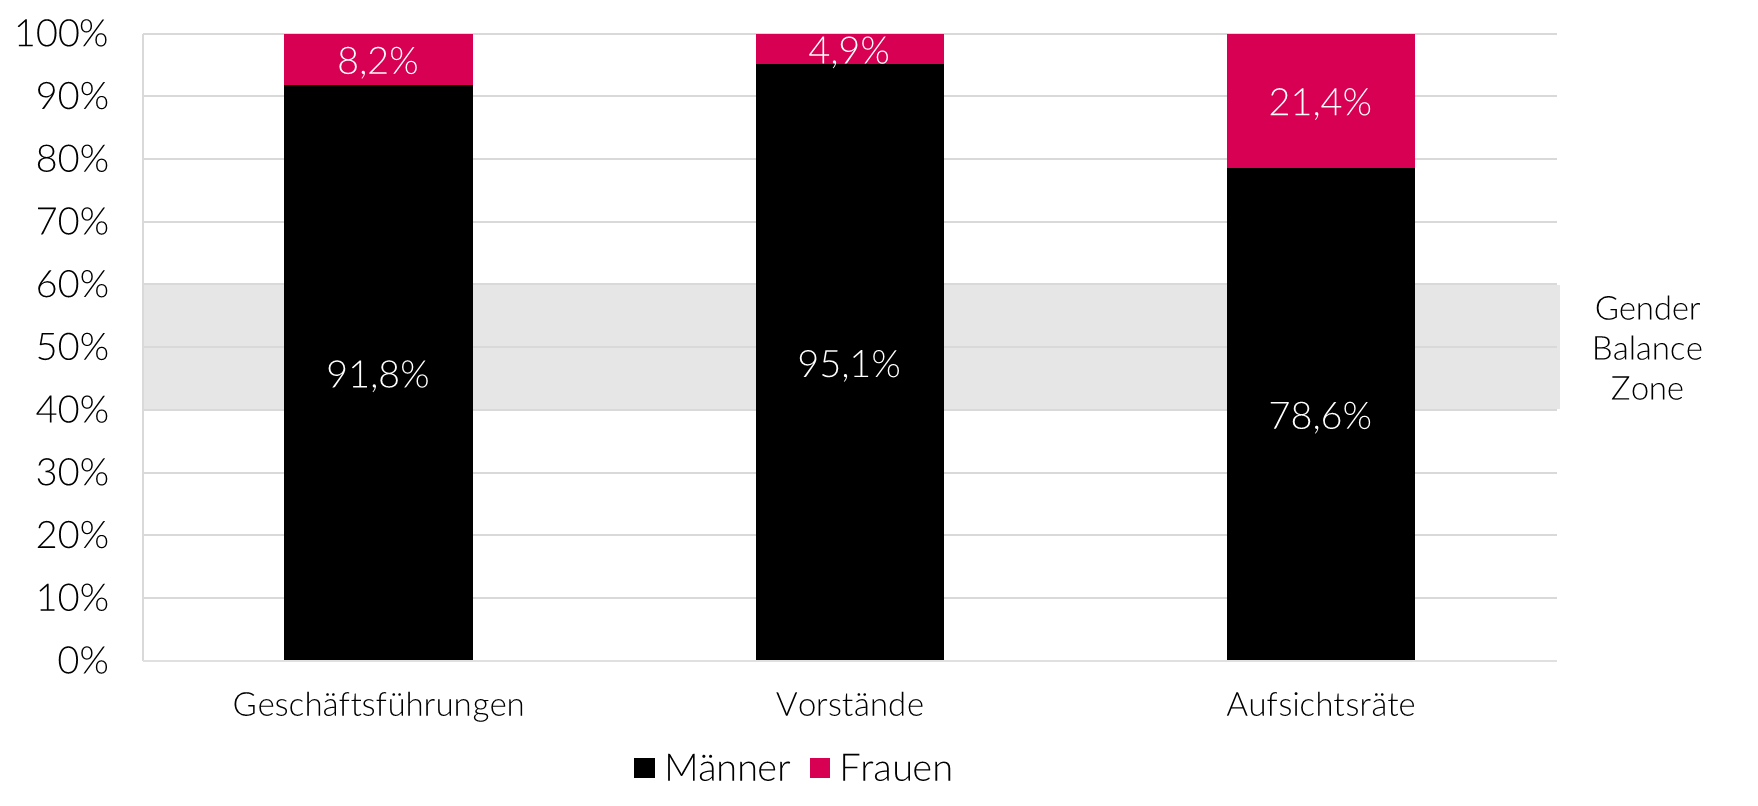 100%
90%
80%
70%
60%
50%
40%
30%
20%
10%
0%
8,2%
91,8%
4,9%
95,1%
21,4%
78,6%
Gender
Balance
Zone
Geschäftsführungen
Vorstände
Aufsichtsräte
Männer
Frauen